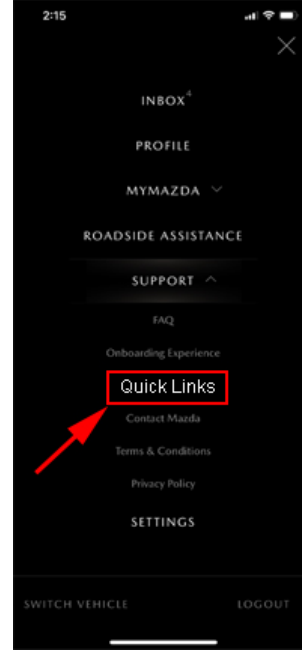 2:15
INBOX4
PROFILE
MYMAZDA
ROADSIDE ASSISTANCE
SUPPORT
FAQ
Onboarding Experience
Quick Links
Contact Mazda
Terms & Conditions
Privacy Policy
SETTINGS
SWITCH VEHICLE LOGOUT